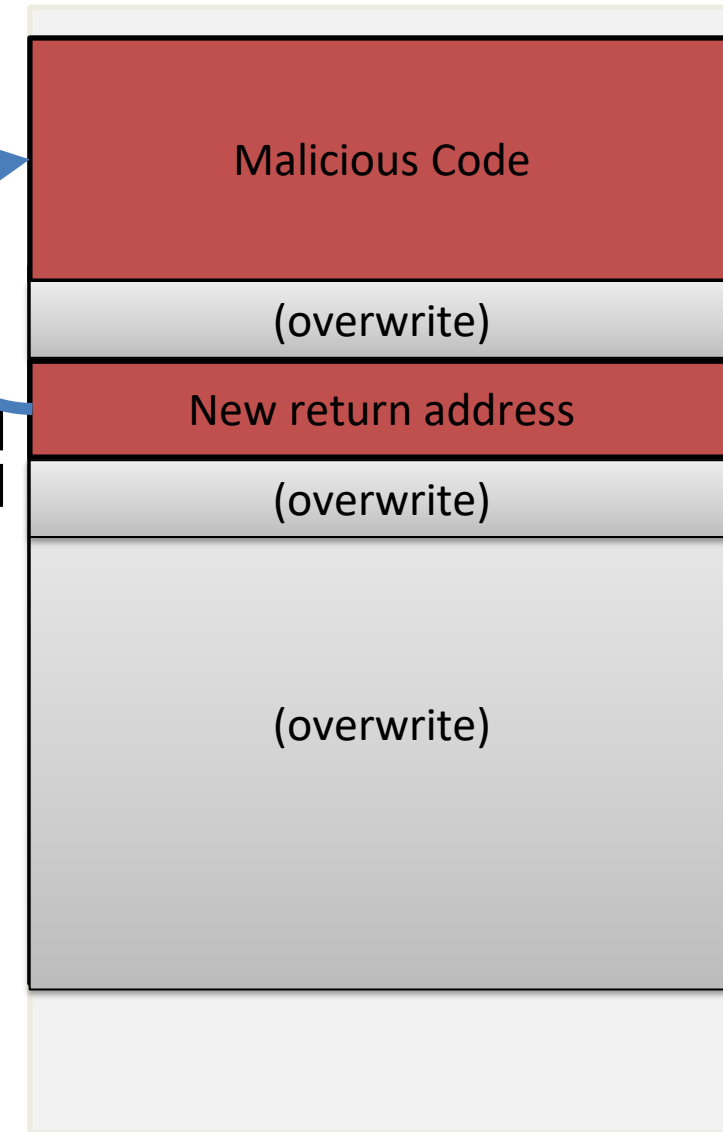 Malicious Code
(overwrite)
New return address
(overwrite)
(overwrite)